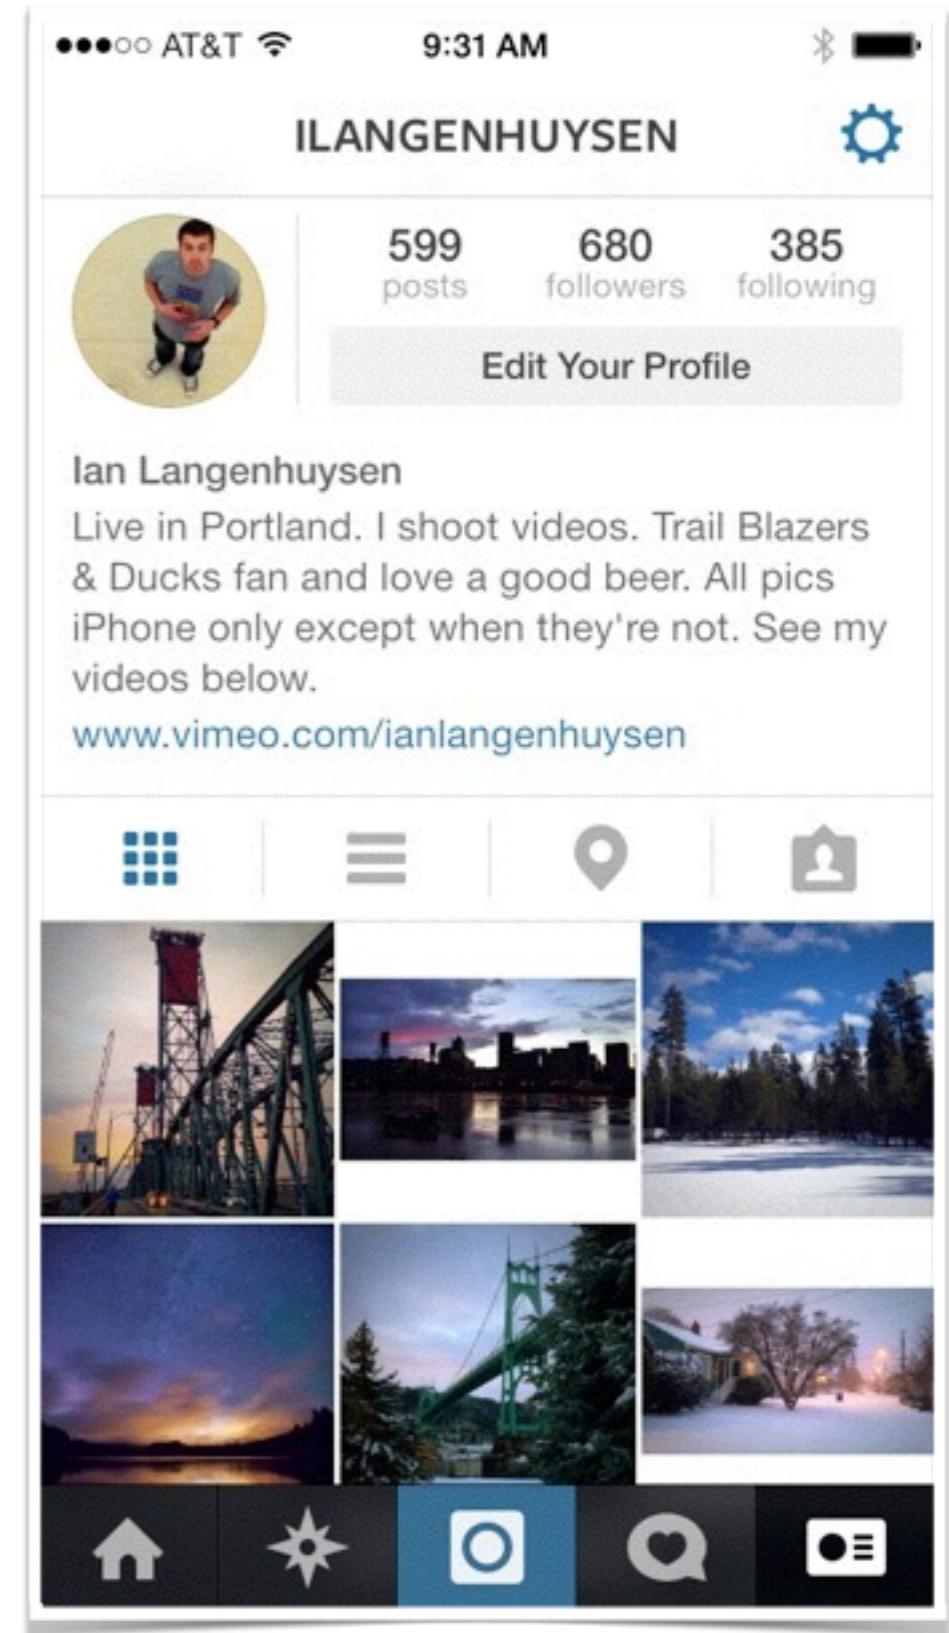 AT&T 9:31 AM
ILANGENHUYSEN
599 680 385
posts followers following
Edit Your Profile
Ian Langenhuysen
Live in Portland. I shoot videos. Trail Blazers
& Ducks fan and love a good beer. All pics
iPhone only except when they're not. See my
videos below.
www.vimeo.com/ianlangenhuysen